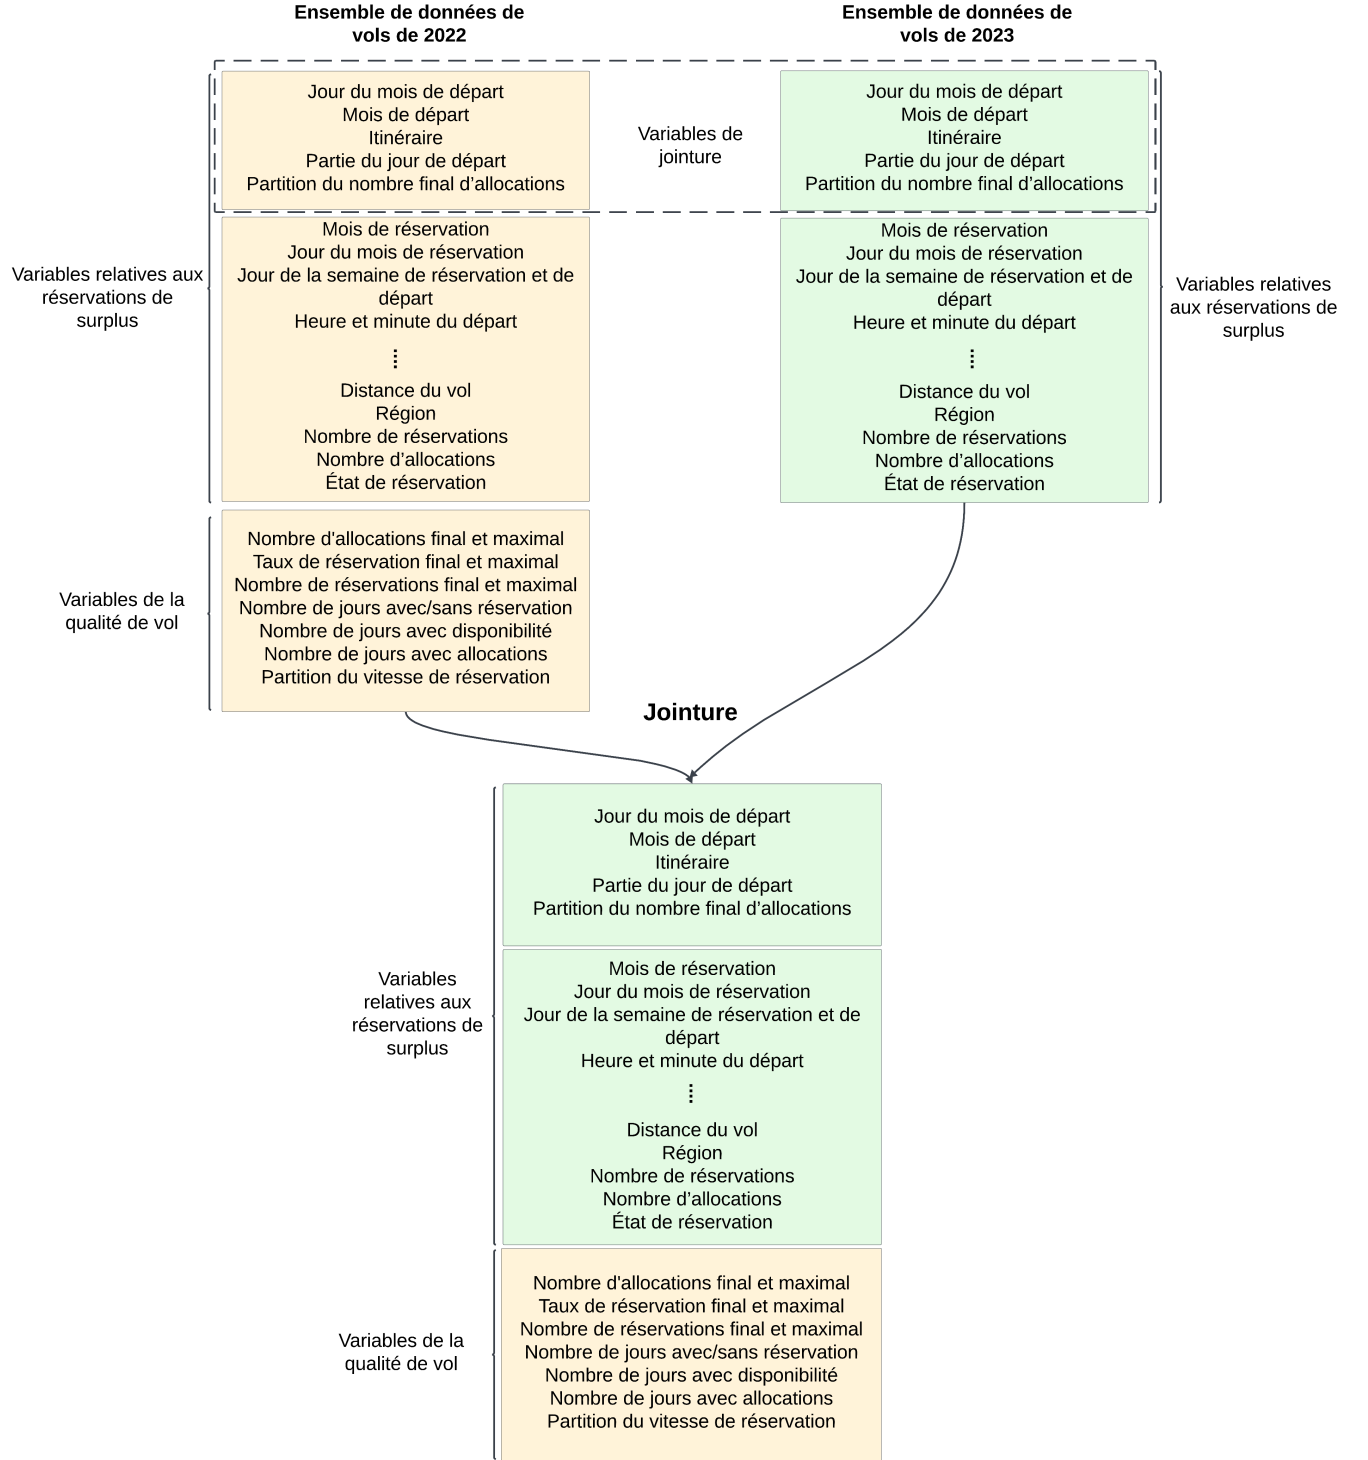 Ensemble de données de
vols de 2022
Ensemble de données de
vols de 2023
Jour du mois de départ
Mois de départ
Itinéraire
Partie du jour de départ
Partition du nombre final d’allocations
Variables de
jointure
Jour du mois de départ
Mois de départ
Itinéraire
Partie du jour de départ
Partition du nombre final d’allocations
Variables relatives aux
réservations de
surplus
Mois de réservation
Jour du mois de réservation
Jour de la semaine de réservation et de
départ
Heure et minute du départ
Distance du vol
Région
Nombre de réservations
Nombre d’allocations
État de réservation
Mois de réservation
Jour du mois de réservation
Jour de la semaine de réservation et de
départ
Heure et minute du départ
Distance du vol
Région
Nombre de réservations
Nombre d’allocations
État de réservation
Variables relatives
aux réservations de
surplus
Variables de la
qualité de vol
Nombre d'allocations final et maximal
Taux de réservation final et maximal
Nombre de réservations final et maximal
Nombre de jours avec/sans réservation
Nombre de jours avec disponibilité
Nombre de jours avec allocations
Partition du vitesse de réservation
Jointure
Jour du mois de départ
Mois de départ
Itinéraire
Partie du jour de départ
Partition du nombre final d’allocations
Variables
relatives aux
réservations de
surplus
Mois de réservation
Jour du mois de réservation
Jour de la semaine de réservation et de
départ
Heure et minute du départ
Distance du vol
Région
Nombre de réservations
Nombre d’allocations
État de réservation
Variables de la
qualité de vol
Nombre d'allocations final et maximal
Taux de réservation final et maximal
Nombre de réservations final et maximal
Nombre de jours avec/sans réservation
Nombre de jours avec disponibilité
Nombre de jours avec allocations
Partition du vitesse de réservation